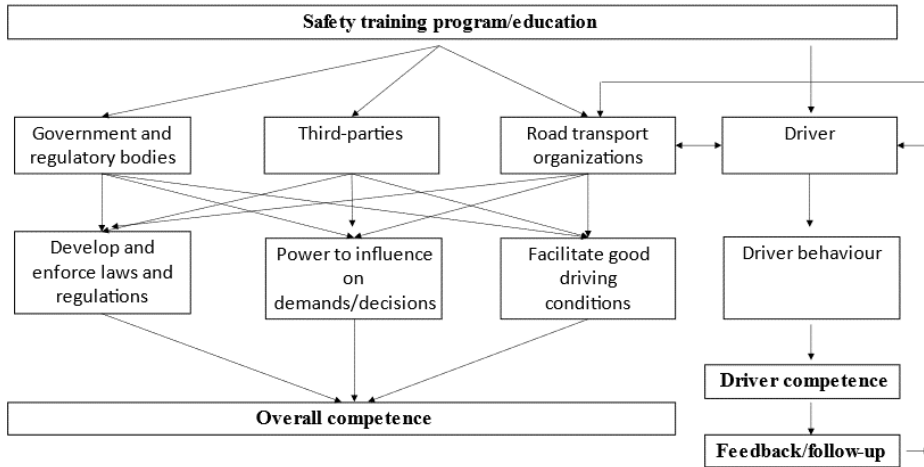 Safety training program/education
Government and
regulatory bodies
Third-parties
Road transport
organizations
Driver
Develop and
enforce laws and
regulations
Power to influence
on
demands/decisions
Facilitate good
driving
conditions
Driver behaviour
Driver competence
Overall competence
Feedback/follow-up